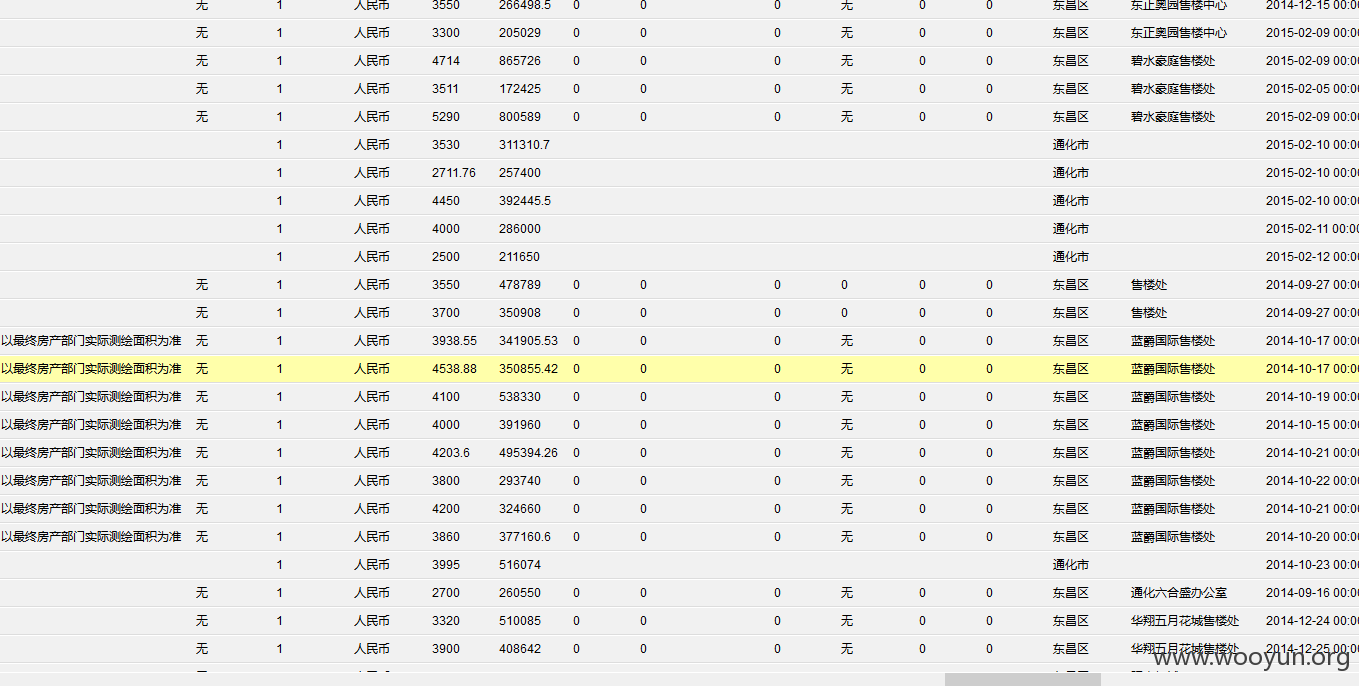 无 1 人民币 3550 266498.5 0 0 0 无 0 0 东昌区 东正奥园售楼中心 2014-12-15 00:00
无 1 人民币 3300 205029 0 0 0 无 0 0 东昌区 东正奥园售楼中心 2015-02-09 00:00
无 1 人民币 4714 865726 0 0 0 无 0 0 东昌区 碧水豪庭售楼处 2015-02-09 00:00
无 1 人民币 3511 172425 0 0 0 无 0 0 东昌区 碧水豪庭售楼处 2015-02-05 00:00
无 1 人民币 5290 800589 0 0 0 无 0 0 东昌区 碧水豪庭售楼处 2015-02-09 00:00
1 人民币 3530 311310.7 通化市 2015-02-10 00:00
1 人民币 2711.76 257400 通化市 2015-02-10 00:00
1 人民币 4450 392445.5 通化市 2015-02-10 00:00
1 人民币 4000 286000 通化市 2015-02-11 00:00
1 人民币 2500 211650 通化市 2015-02-12 00:00
无 1 人民币 3550 478789 0 0 0 0 0 0 东昌区 售楼处 2014-09-27 00:00
无 1 人民币 3700 350908 0 0 0 0 0 0 东昌区 售楼处 2014-09-27 00:00
以最终房产部门实际测绘面积为准 无 1 人民币 3938.55 341905.53 0 0 0 无 0 0 东昌区 蓝爵国际售楼处 2014-10-17 00:00
以最终房产部门实际测绘面积为准 无 1 人民币 4538.88 350855.42 0 0 0 无 0 0 东昌区 蓝爵国际售楼处 2014-10-17 00:00
以最终房产部门实际测绘面积为准 无 1 人民币 4100 538330 0 0 0 无 0 0 东昌区 蓝爵国际售楼处 2014-10-19 00:00
以最终房产部门实际测绘面积为准 无 1 人民币 4000 391960 0 0 0 无 0 0 东昌区 蓝爵国际售楼处 2014-10-15 00:00
以最终房产部门实际测绘面积为准 无 1 人民币 4203.6 495394.26 0 0 0 无 0 0 东昌区 蓝爵国际售楼处 2014-10-21 00:00
以最终房产部门实际测绘面积为准 无 1 人民币 3800 293740 0 0 0 无 0 0 东昌区 蓝爵国际售楼处 2014-10-22 00:00
以最终房产部门实际测绘面积为准 无 1 人民币 4200 324660 0 0 0 无 0 0 东昌区 蓝爵国际售楼处 2014-10-21 00:00
以最终房产部门实际测绘面积为准 无 1 人民币 3860 377160.6 0 0 0 无 0 0 东昌区 蓝爵国际售楼处 2014-10-20 00:00
1 人民币 3995 516074 通化市 2014-10-23 00:00
无 1 人民币 2700 260550 0 0 0 无 0 0 东昌区 通化六合盛办公室 2014-09-16 00:00
无 1 人民币 3320 510085 0 0 0 无 0 0 东昌区 华翔五月花城售楼处 2014-12-24 00:00
无 1 人民币 3900 408642 0 0 0 无 0 0 东昌区 华翔五月花城售楼处 2014-12-25 00:00
www.wooyun.org